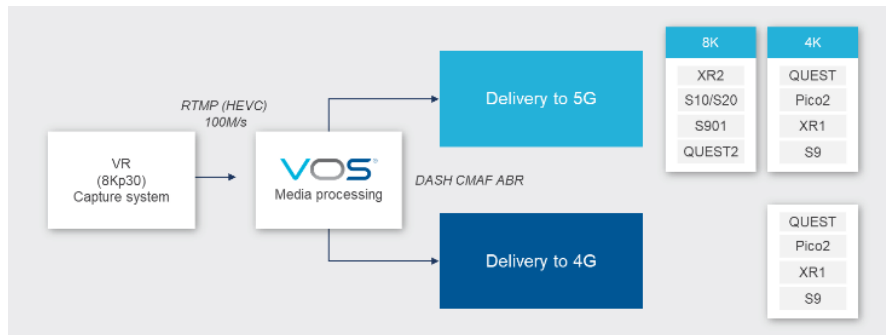 RTMP (HEVC)
100M/s
VR
(8Kp30)
Capture system
VOS®
Media processing
DASH CMAF ABR
Delivery to 5G
Delivery to 4G
8K
XR2
S10/S20
S901
QUEST2
4K
QUEST
Pico2
XR1
S9
QUEST
Pico2
XR1
S9